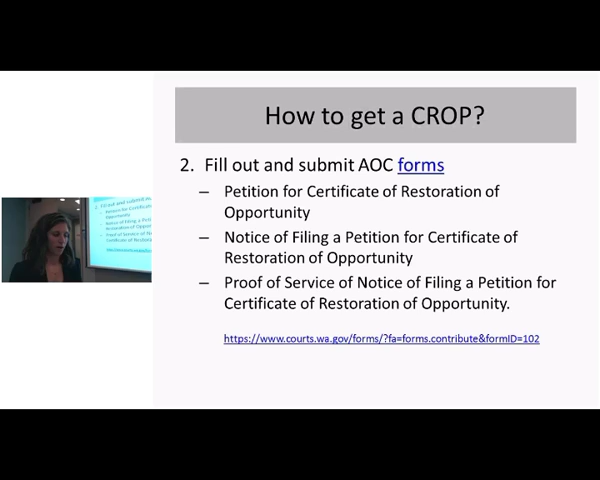 How to get a CROP?
2. Fill out and submit AOC forms
– Petition for Certificate of Restoration of
Opportunity
– Notice of Filing a Petition for Certificate of
Restoration of Opportunity
– Proof of Service of Notice of Filing a Petition for
Certificate of Restoration of Opportunity.
https://www.courts.wa.gov/forms/?fa=forms.contribute&formID=102